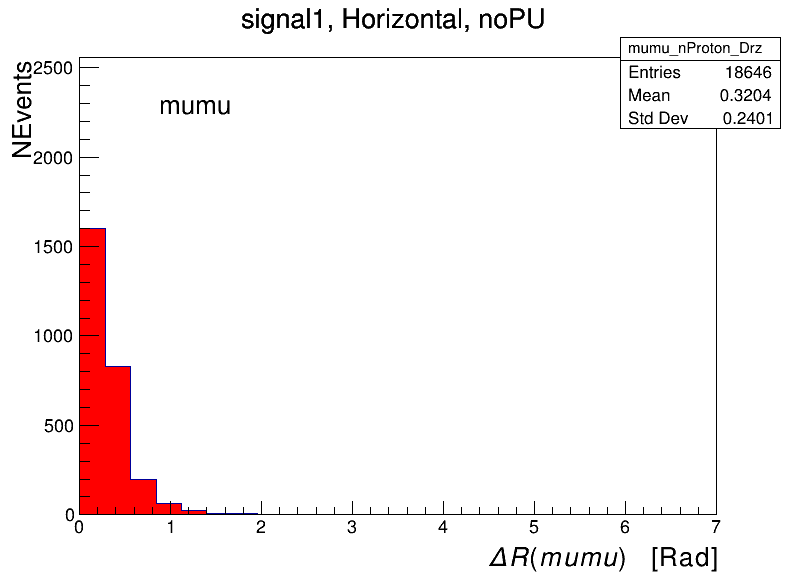 signal1, Horizontal, noPU
mumu_nProton_Drz
Entries 18646
Mean 0.3204
Std Dev 0.2401
NEvents
mumu
2500
2000
1500
1000
500
0
0 1 2 3 4 5 6 7
ΔR(mumu) [Rad]